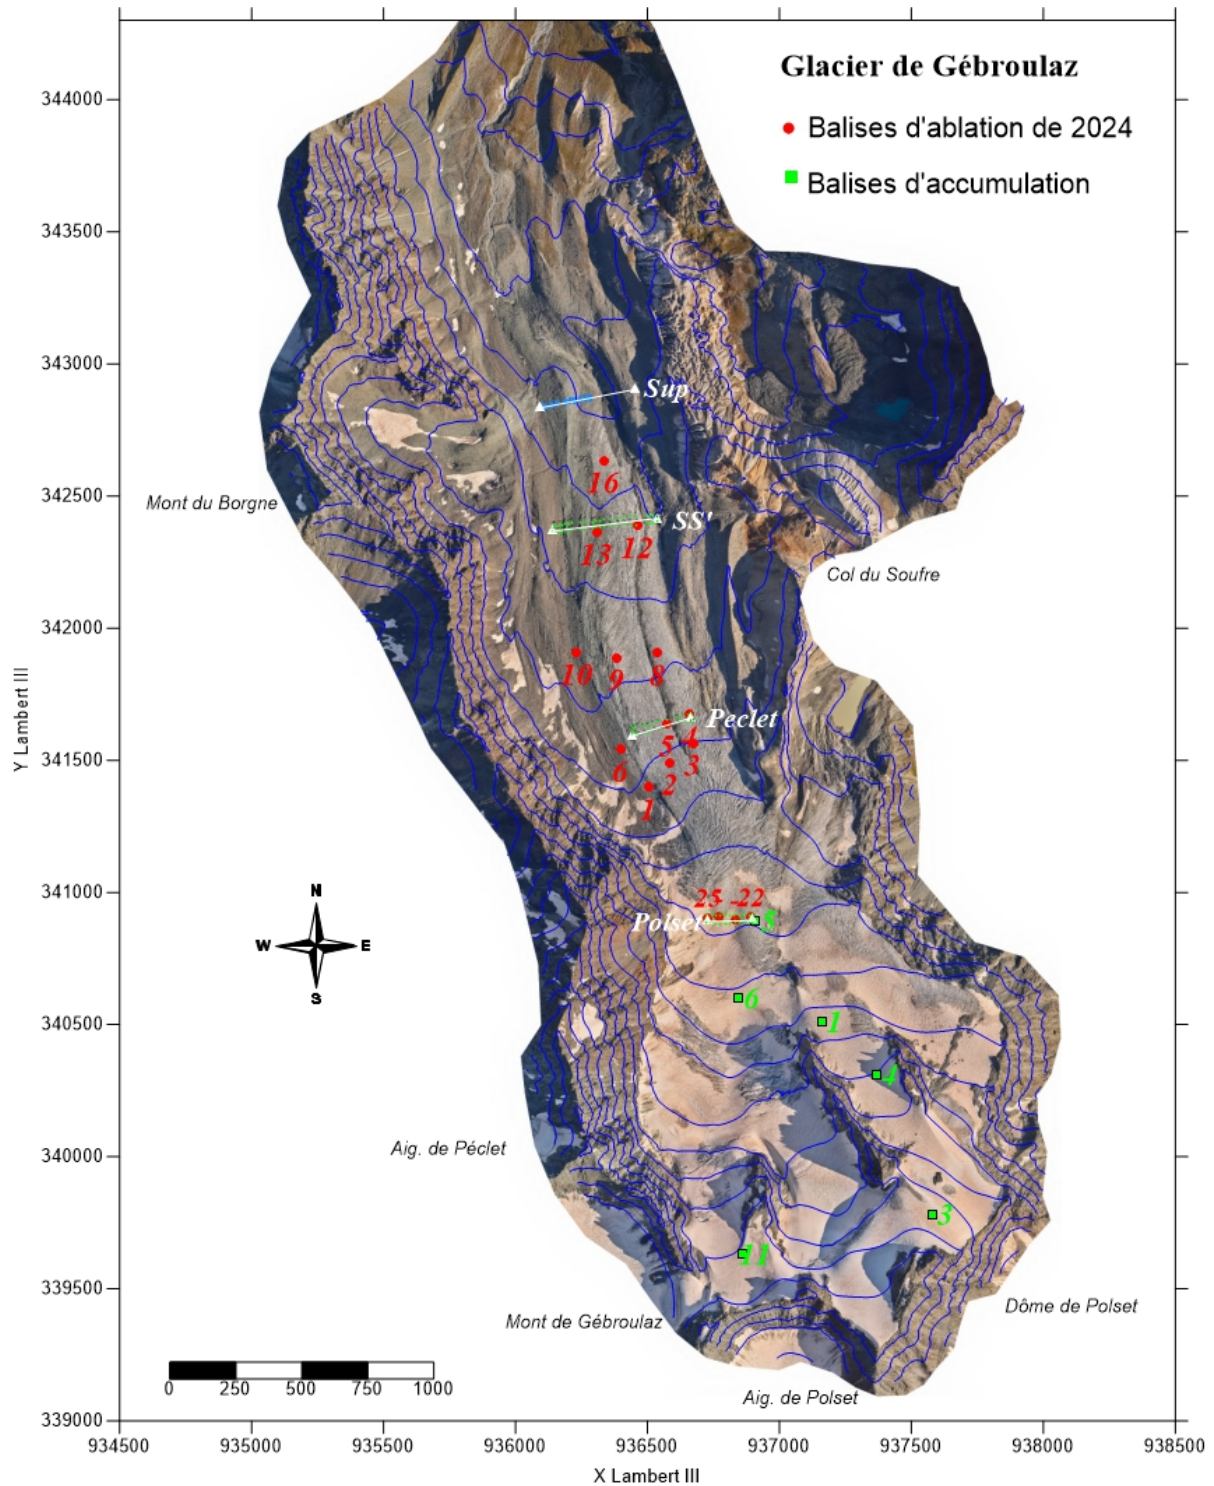 Glacier de Gébroulaz
Balises d'ablation de 2024
Balises d'accumulation
344000
343500
343000
342500
342000
341500
341000
340500
340000
339500
339000
Y Lambert III
Sup
16
Mont du Borgne
SS'
13
12
Col du Soufre
10
9
8
Peclet
5
4
6
3
2
1
N
W
E
S
25
-22
Polset
5
6
1
4
Aig. de Péclet
3
11
Dôme de Polset
Mont de Gébroulaz
Aig. de Polset
0 250 500 750 1000
934500 935000 935500 936000 936500 937000 937500 938000 938500
X Lambert III